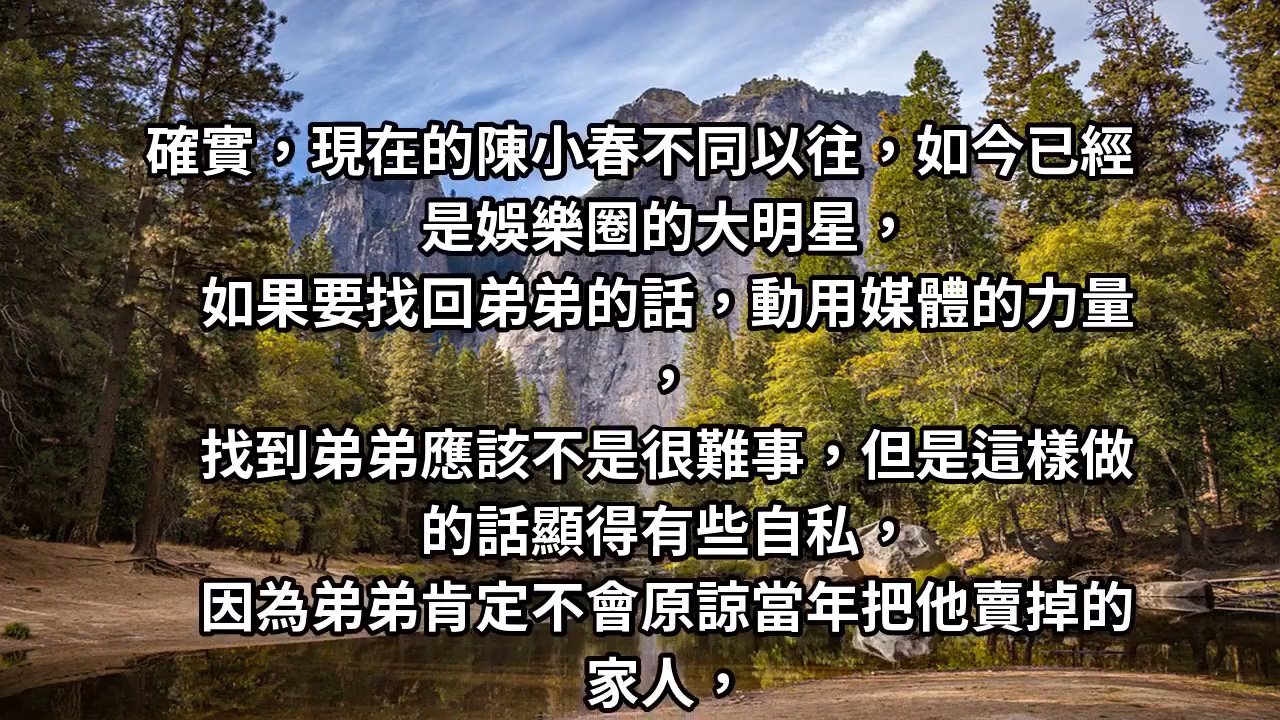 確實，現在的陳小春不同以往，如今已經
是娛樂圈的大明星，
如果要找回弟弟的話，動用媒體的力量
，
找到弟弟應該不是很難事，但是這樣做
的話顯得有些自私，
因為弟弟肯定不會原諒當年把他賣掉的
家人，